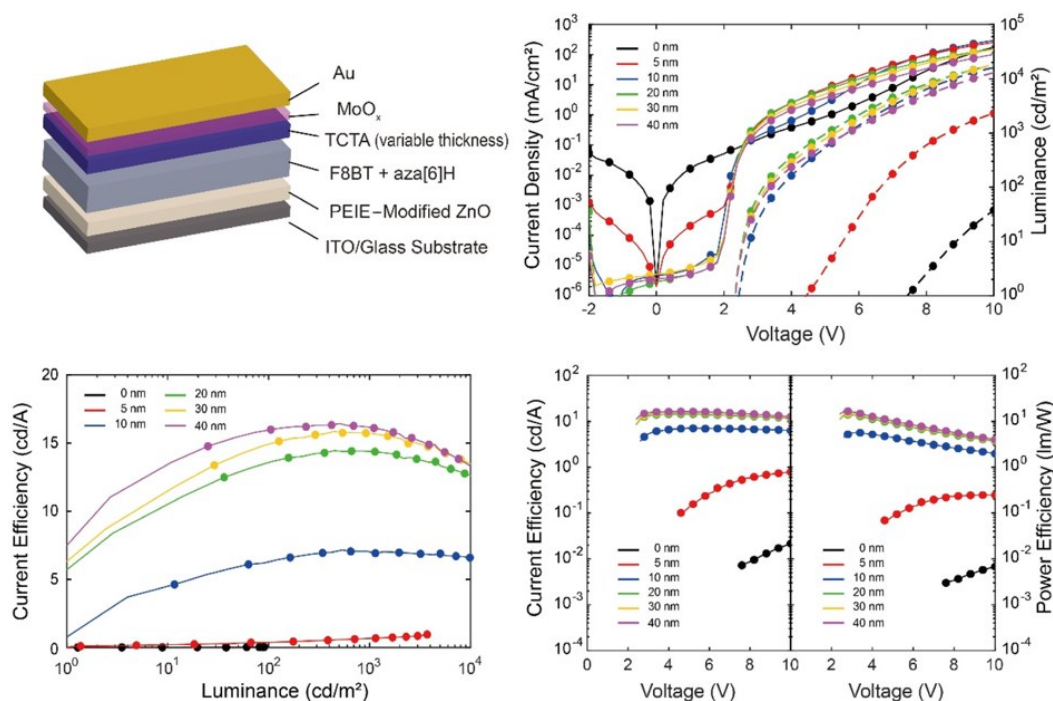 Au
MoₓO
TCTA (variable thickness)
F8BT + aza[6]H
PEIE–Modified ZnO
ITO/Glass Substrate
Current Density (mA/cm²)
10³
10²
10¹
10⁰
10⁻¹
10⁻²
10⁻³
10⁻⁴
10⁻⁵
10⁻⁶
0 nm
5 nm
10 nm
20 nm
30 nm
40 nm
10⁵
10⁴
10³
10²
10¹
10⁰
Luminance (cd/m²)
-2 0 2 4 6 8 10
Voltage (V)
Current Efficiency (cd/A)
20
15
10
5
0
0 nm 20 nm
5 nm 30 nm
10 nm 40 nm
10⁰ 10¹ 10² 10³ 10⁴
Luminance (cd/m²)
Current Efficiency (cd/A)
10²
10¹
10⁰
10⁻¹
10⁻²
10⁻³
10⁻⁴
0 nm
5 nm
10 nm
20 nm
30 nm
40 nm
0 2 4 6 8 10
Voltage (V)
0 nm
5 nm
10 nm
20 nm
30 nm
40 nm
2 4 6 8 10
Voltage (V)
10²
10¹
10⁰
10⁻¹
10⁻²
10⁻³
10⁻⁴
Power Efficiency (lm/W)